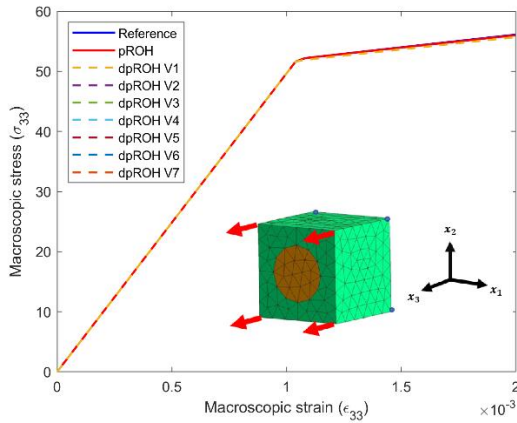 60
50
40
30
20
10
0
Macroscopic stress (σ₃₃)
Reference
pROH
dpROH V1
dpROH V2
dpROH V3
dpROH V4
dpROH V5
dpROH V6
dpROH V7
x₂
x₃
x₁
0
0.5
1
1.5
2
Macroscopic strain (ϵ₃₃)
×10⁻³